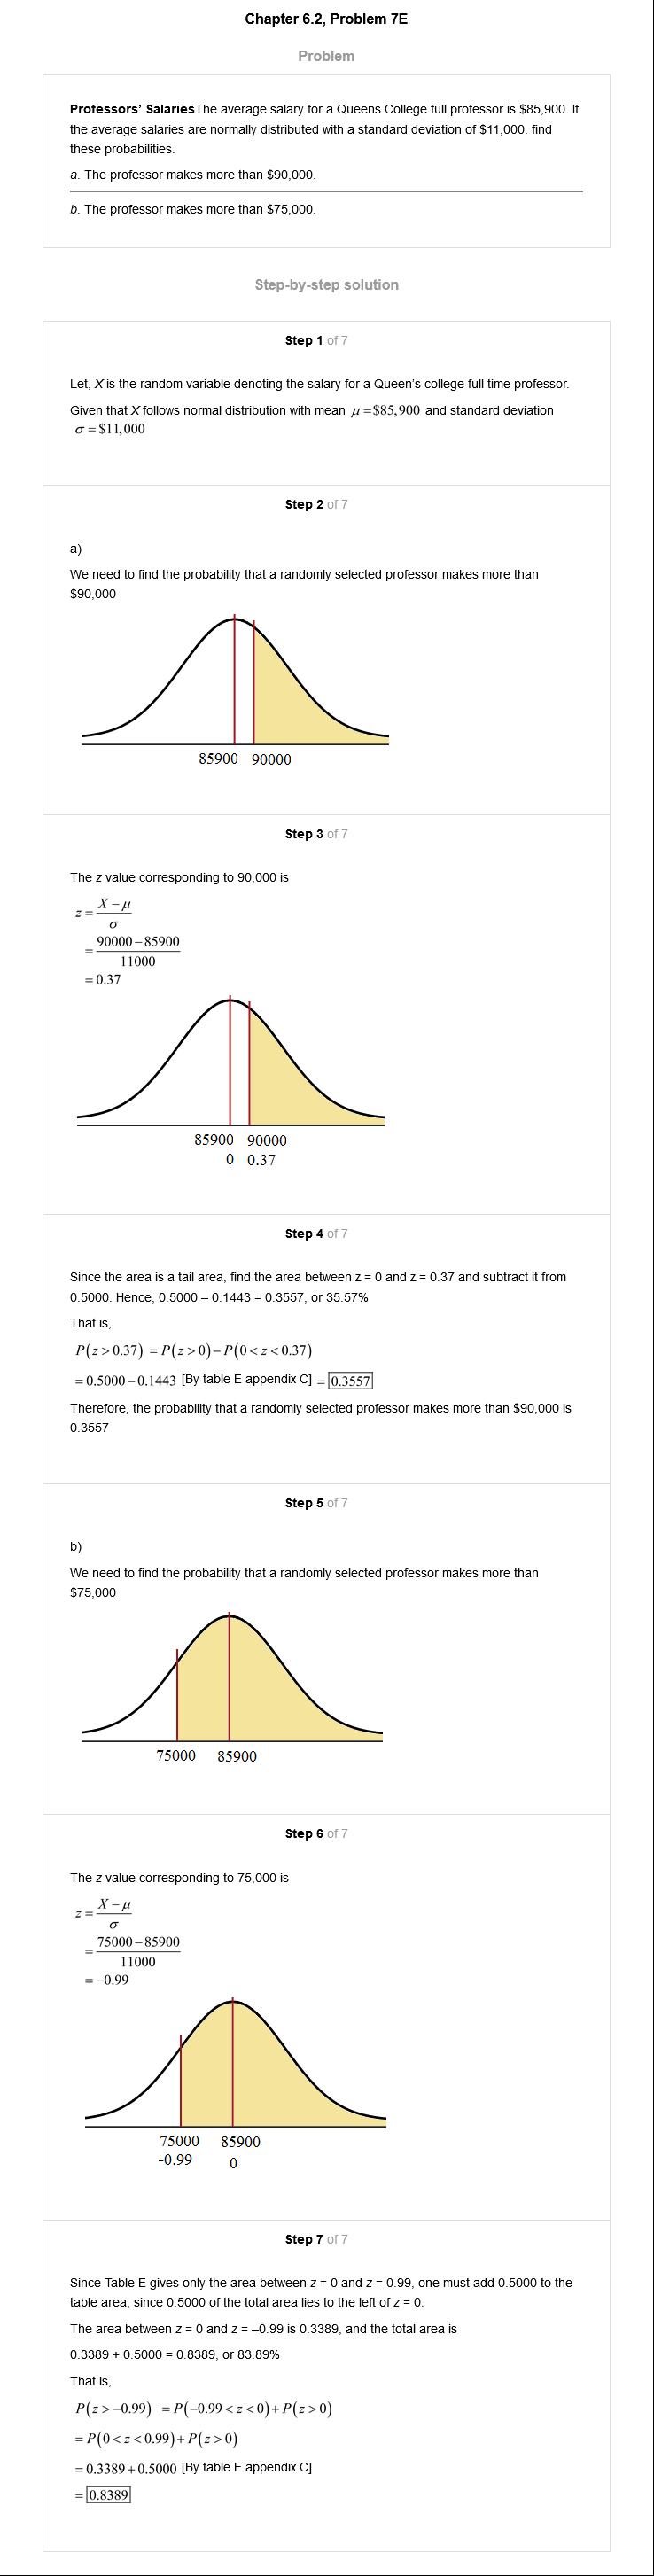 Chapter 6.2, Problem 7E
Problem
Professors' SalariesThe average salary for a Queens College full professor is $85,900. If
the average salaries are normally distributed with a standard deviation of $11,000. find
these probabilities.
a. The professor makes more than $90,000.
b. The professor makes more than $75,000.
Step-by-step solution
Step 1 of 7
Let, X is the random variable denoting the salary for a Queen's college full time professor.
Given that X follows normal distribution with mean μ =$85,900 and standard deviation
σ = $11,000
Step 2 of 7
a)
We need to find the probability that a randomly selected professor makes more than
$90,000
85900 90000
Step 3 of 7
The z value corresponding to 90,000 is
z = (X − μ)/σ
= (90000 − 85900)/11000
= 0.37
85900 90000
0 0.37
Step 4 of 7
Since the area is a tail area, find the area between z = 0 and z = 0.37 and subtract it from
0.5000. Hence, 0.5000 – 0.1443 = 0.3557, or 35.57%
That is,
P(z > 0.37) = P(z > 0) − P(0 < z < 0.37)
= 0.5000 − 0.1443 [By table E appendix C] = 0.3557
Therefore, the probability that a randomly selected professor makes more than $90,000 is
0.3557
Step 5 of 7
b)
We need to find the probability that a randomly selected professor makes more than
$75,000
75000 85900
Step 6 of 7
The z value corresponding to 75,000 is
z = (X − μ)/σ
= (75000 − 85900)/11000
= −0.99
75000 85900
-0.99 0
Step 7 of 7
Since Table E gives only the area between z = 0 and z = 0.99, one must add 0.5000 to the
table area, since 0.5000 of the total area lies to the left of z = 0.
The area between z = 0 and z = –0.99 is 0.3389, and the total area is
0.3389 + 0.5000 = 0.8389, or 83.89%
That is,
P(z > −0.99) = P(−0.99 < z < 0) + P(z > 0)
= P(0 < z < 0.99) + P(z > 0)
= 0.3389 + 0.5000 [By table E appendix C]
= 0.8389